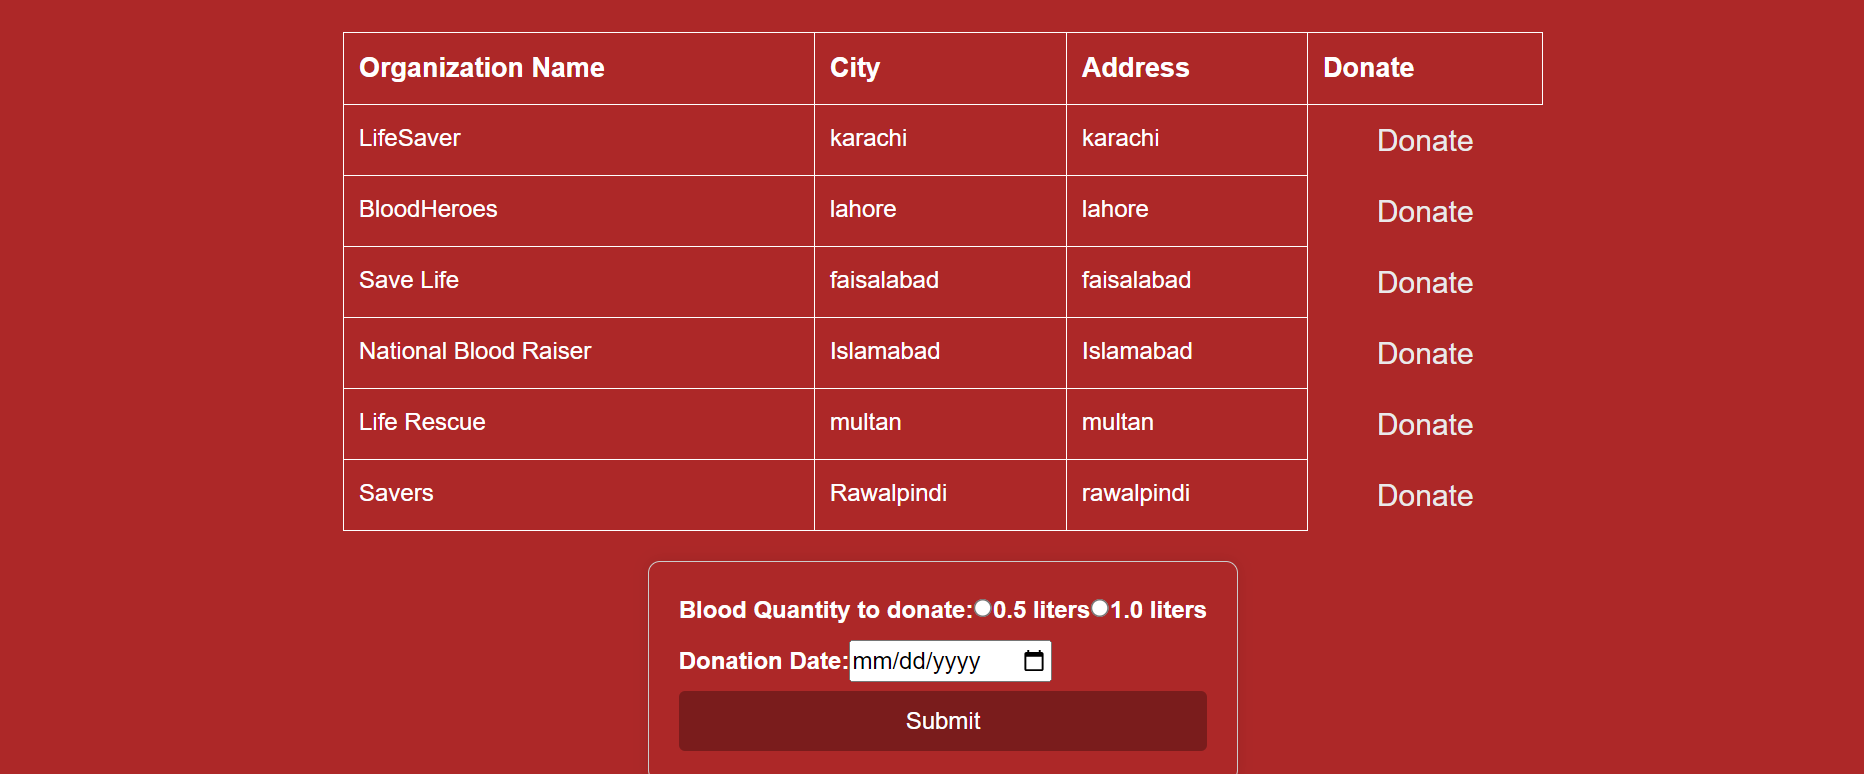 Organization Name City Address Donate
LifeSaver karachi karachi Donate
BloodHeroes lahore lahore Donate
Save Life faisalabad faisalabad Donate
National Blood Raiser Islamabad Islamabad Donate
Life Rescue multan multan Donate
Savers Rawalpindi rawalpindi Donate
Blood Quantity to donate: 0.5 liters 1.0 liters
Donation Date: mm/dd/yyyy
Submit